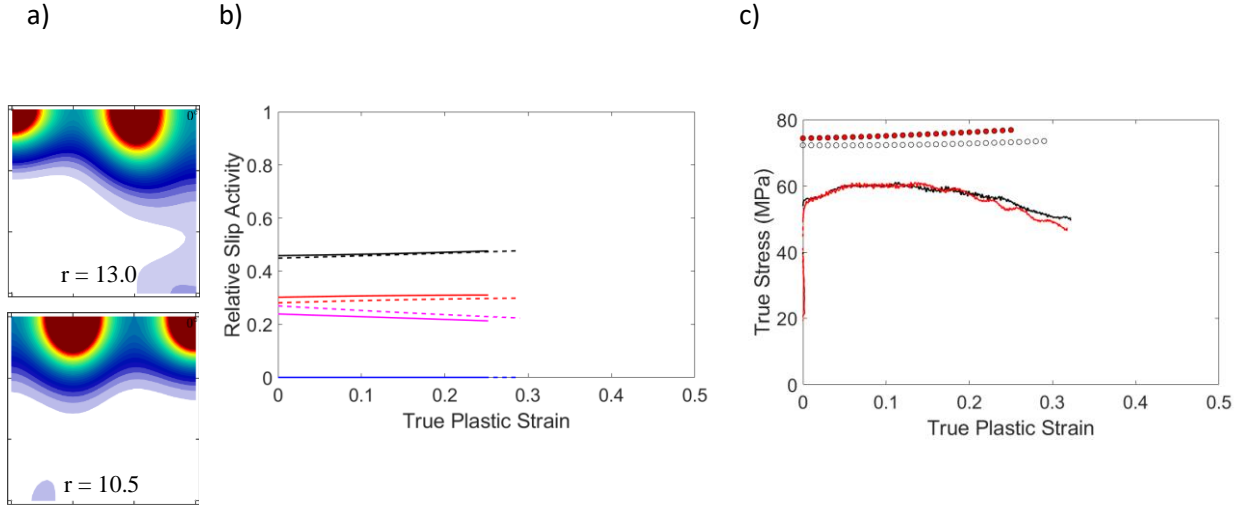 a)
b)
c)
0°
r = 13.0
0°
r = 10.5
Relative Slip Activity
1
0.8
0.6
0.4
0.2
0
0 0.1 0.2 0.3 0.4 0.5
True Plastic Strain
True Stress (MPa)
80
60
40
20
0
0 0.1 0.2 0.3 0.4 0.5
True Plastic Strain